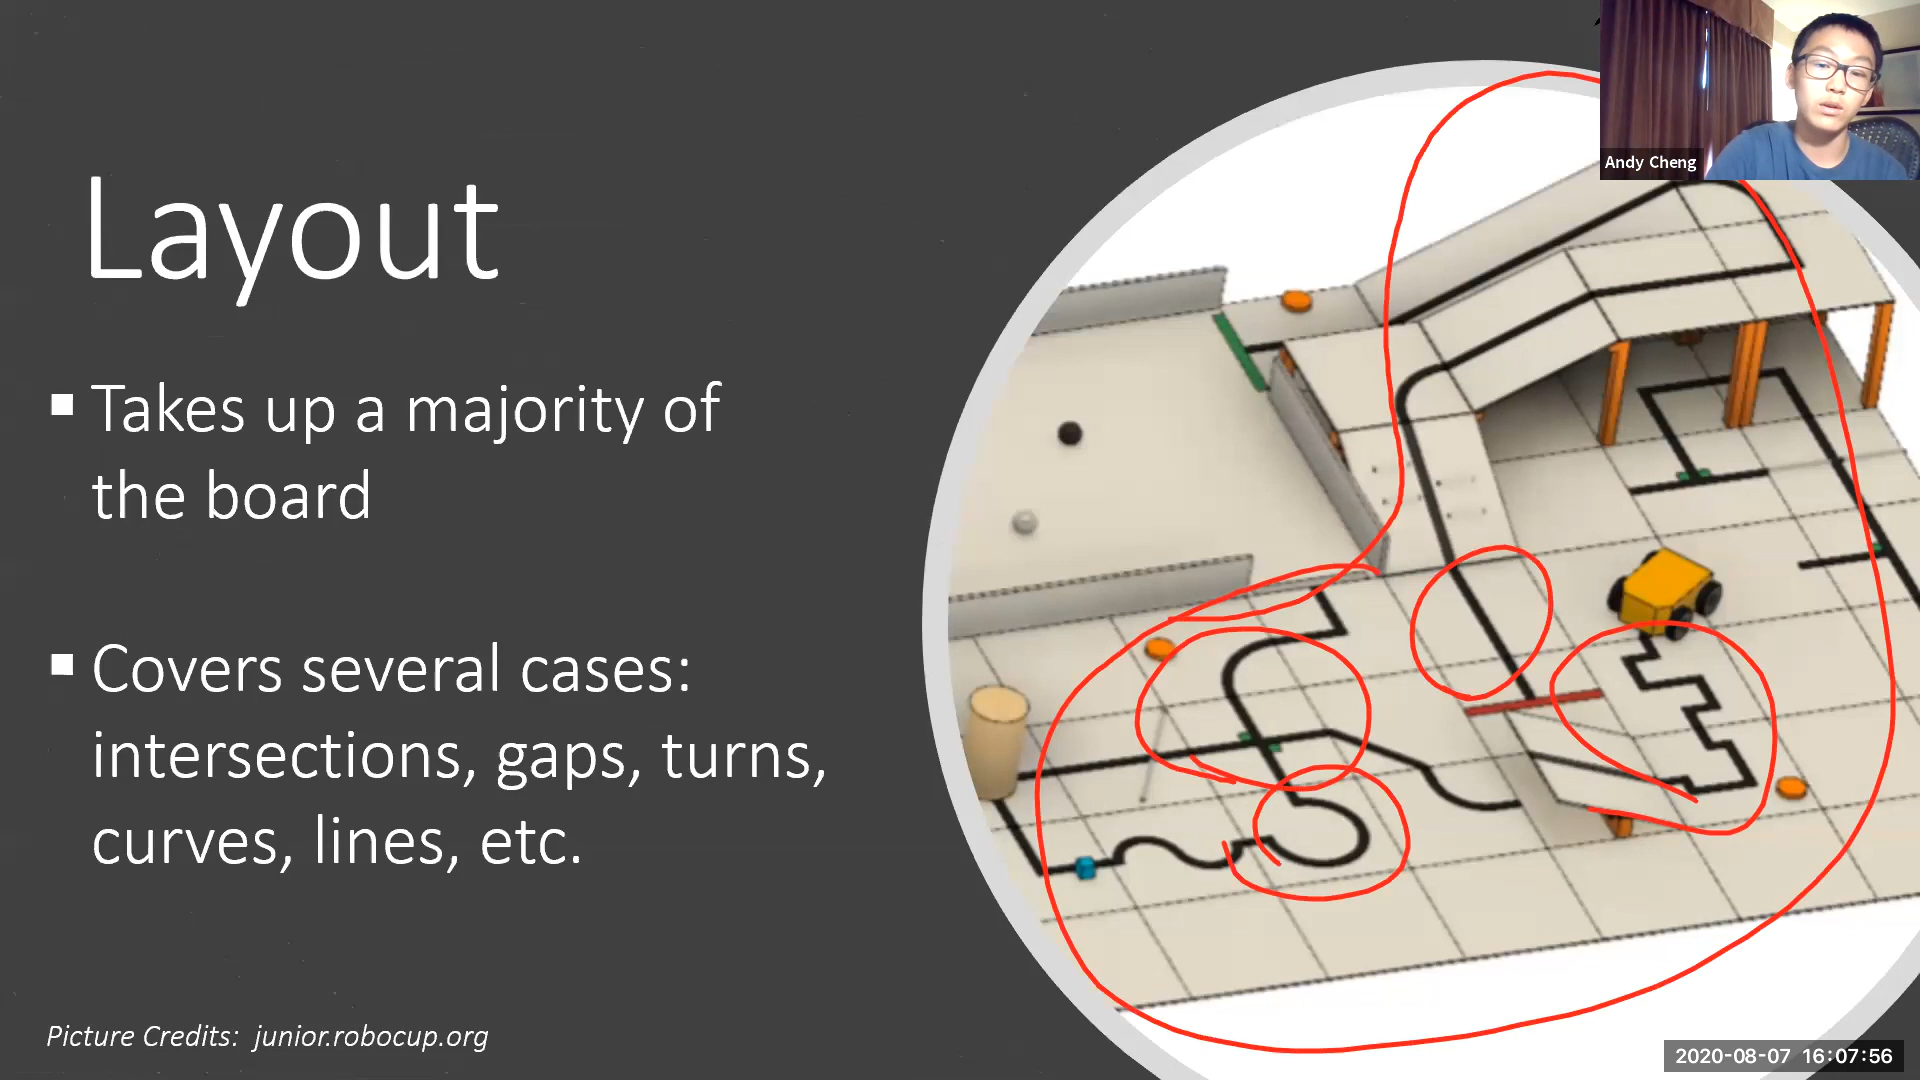 Andy Cheng
Layout
▪ Takes up a majority of
the board
▪ Covers several cases:
intersections, gaps, turns,
curves, lines, etc.
Picture Credits: junior.robocup.org
2020-08-07 16:07:56